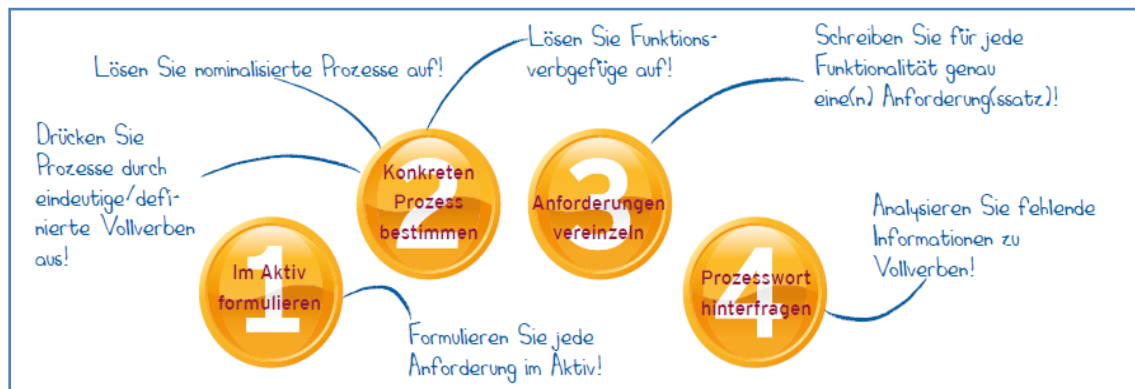 Lösen Sie nominalisierte Prozesse auf!
Lösen Sie Funktions-
verbgefüge auf!
Schreiben Sie für jede
Funktionalität genau
eine(n) Anforderung(ssatz)!
Drücken Sie
Prozesse durch
eindeutige/defi-
nierte Vollverben
aus!
1
Im Aktiv
formulieren
Formulieren Sie jede
Anforderung im Aktiv!
2
Konkreten
Prozess
bestimmen
3
Anforderungen
vereinzeln
4
Prozesswort
hinterfragen
Analysieren Sie fehlende
Informationen zu
Vollverben!